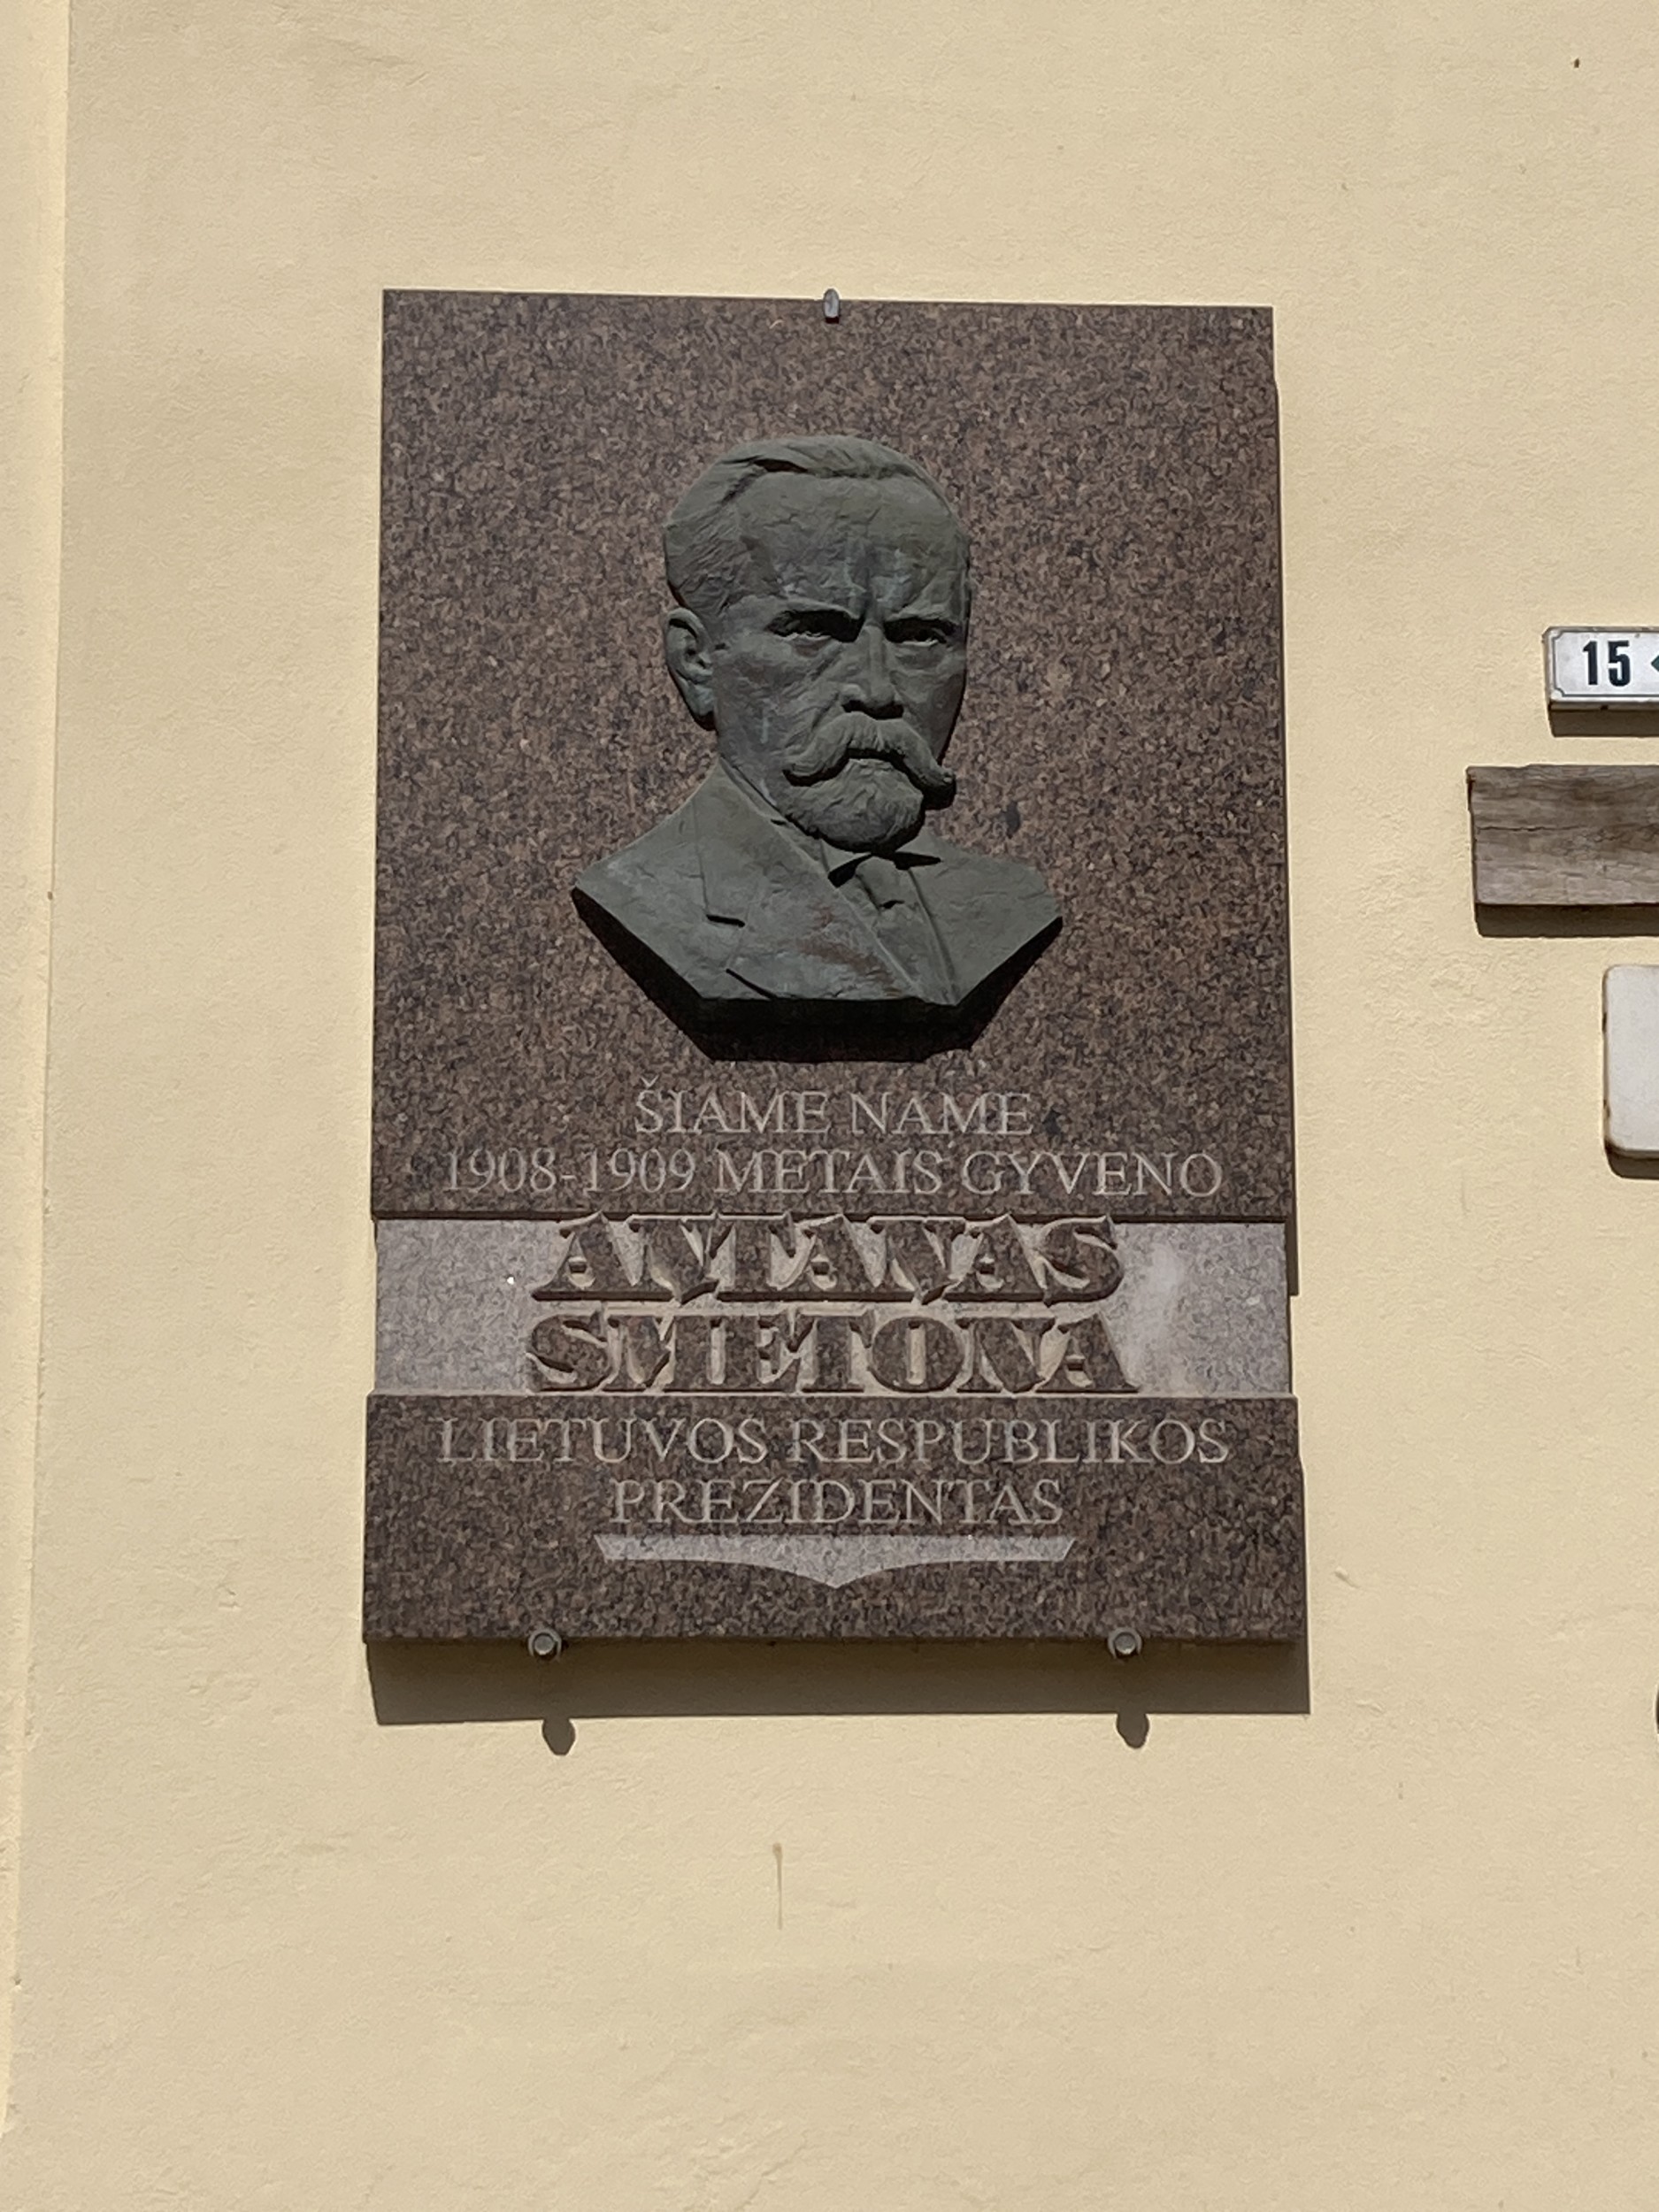 ŠIAME NAME
1908-1909 METAIS GYVENO
ANTANAS
SMETONA
LIETUVOS RESPUBLIKOS
PREZIDENTAS
15